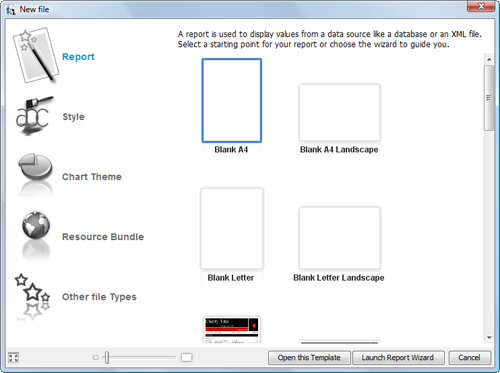 New file
A report is used to display values from a data source like a database or an XML file.
Select a starting point for your report or choose the wizard to guide you.
Report
Style
Chart Theme
Resource Bundle
Other file Types
Blank A4
Blank A4 Landscape
Blank Letter
Blank Letter Landscape
Cherry Title
Open this Template
Launch Report Wizard
Cancel